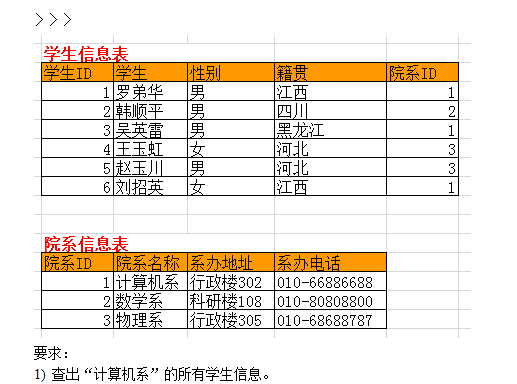 >>>
学生信息表
学生ID 学生 性别 籍贯 院系ID
1 罗弟华 男 江西 1
2 韩顺平 男 四川 2
3 吴英雷 男 黑龙江 1
4 王玉虹 女 河北 3
5 赵玉川 男 河北 3
6 刘招英 女 江西 1
院系信息表
院系ID 院系名称 系办地址 系办电话
1 计算机系 行政楼302 010-66886688
2 数学系 科研楼108 010-80808800
3 物理系 行政楼305 010-68688787
要求：
1) 查出“计算机系”的所有学生信息。